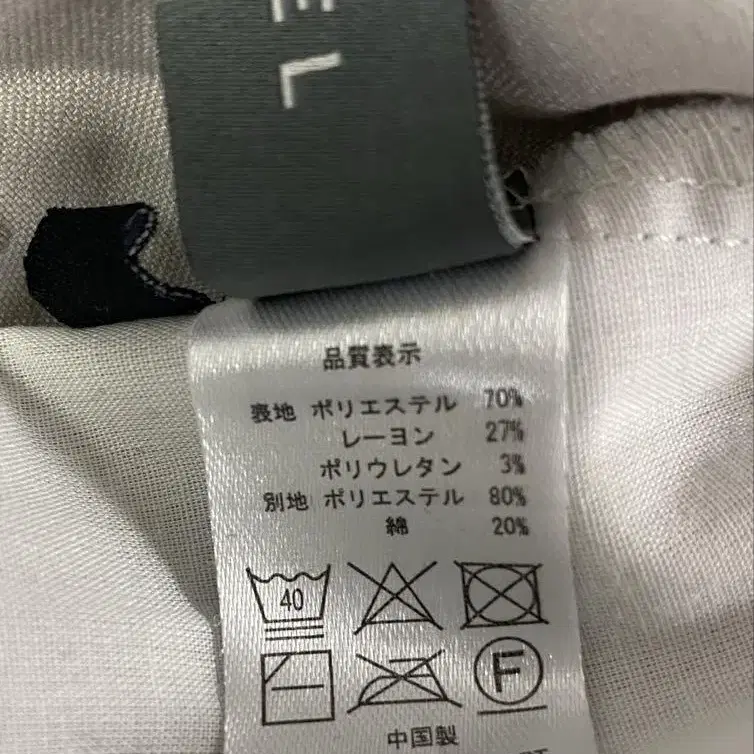 EL
品質表示
表地 ポリエステル 70%
レーヨン 27%
ポリウレタン 3%
別地 ポリエステル 80%
綿 20%
40
F
中国製